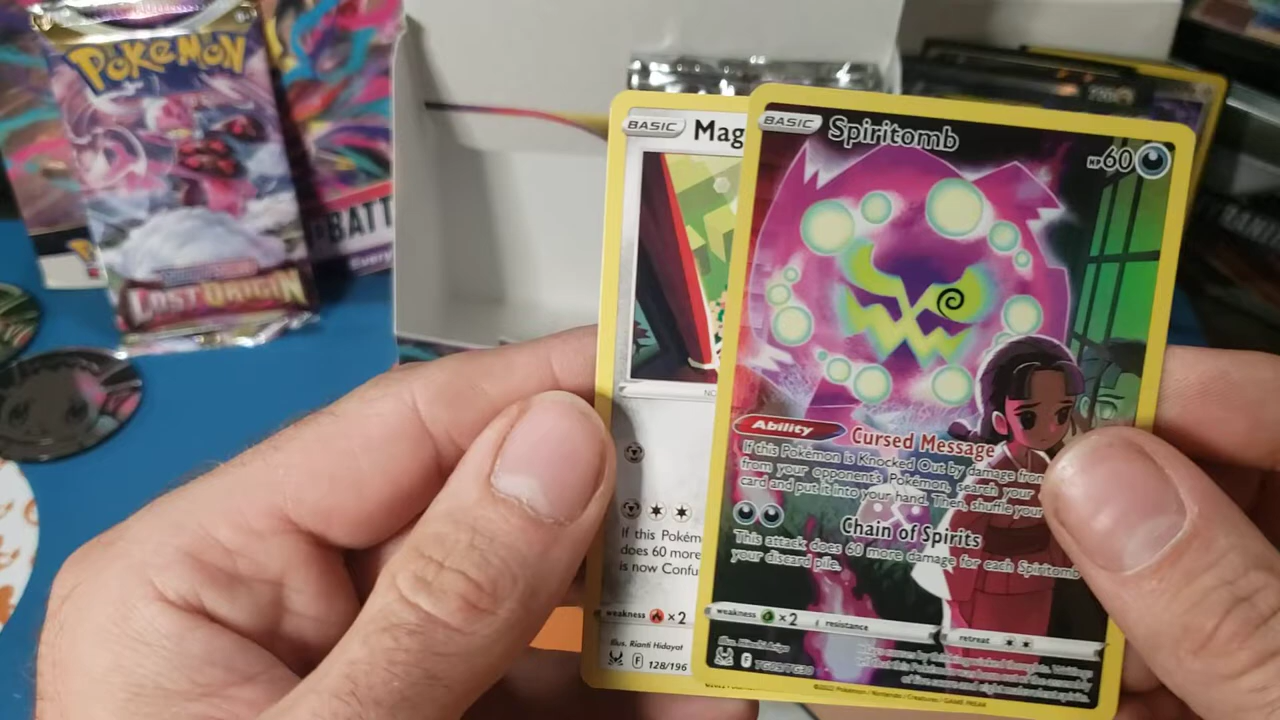 POKÉMON
LOST ORIGIN
BATT
Every
BASIC
Mag
If this Pokém
does 60 more
is now Confu
weakness ×2
Illus. Rianti Hidayat
F 128/196
BASIC
Spiritomb
HP60
Ability
Cursed Message
If this Pokémon is Knocked Out by damage from
from your opponent's Pokémon, search your
card and put it into your hand. Then, shuffle your
Chain of Spirits
This attack does 60 more damage for each Spiritomb
your discard pile.
weakness ×2
resistance
retreat
F
©2022 Pokémon / Nintendo / Creatures / GAME FREAK